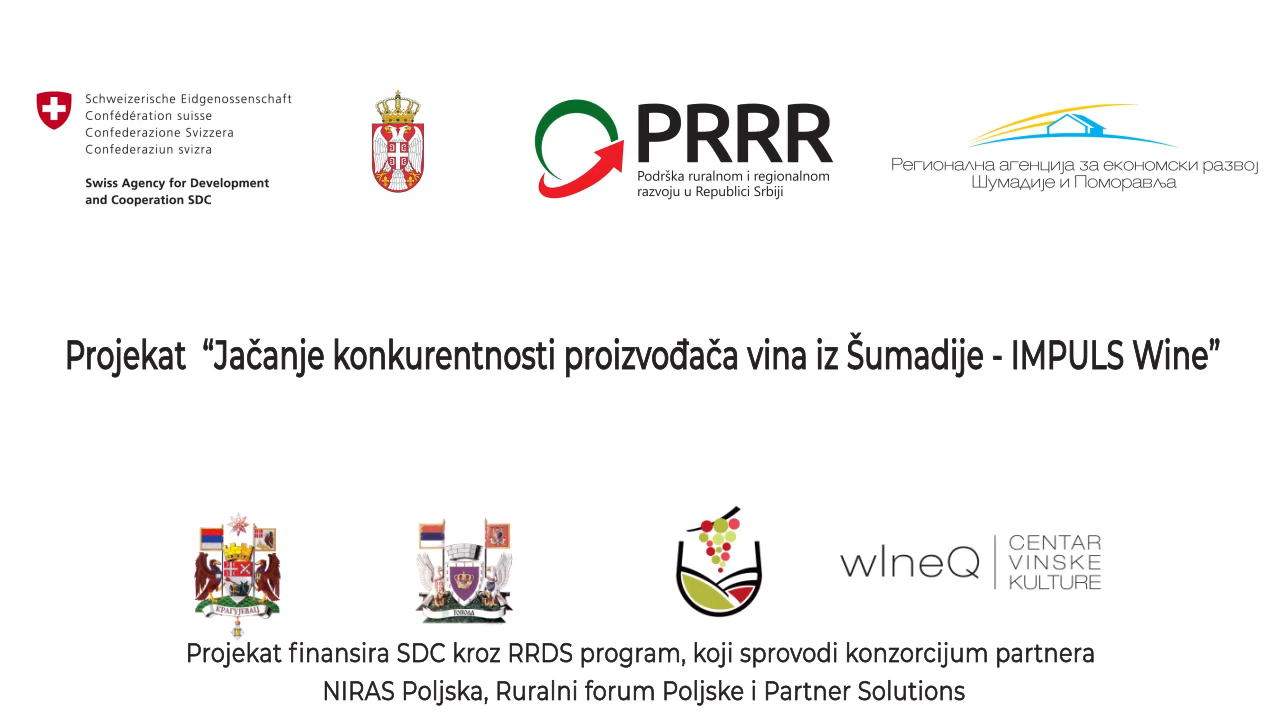 Schweizerische Eidgenossenschaft
Confédération suisse
Confederazione Svizzera
Confederaziun svizra
Swiss Agency for Development
and Cooperation SDC
PRRR
Podrška ruralnom i regionalnom
razvoju u Republici Srbiji
Регионална агенција за економски развој
Шумадије и Поморавља
Projekat “Jačanje konkurentnosti proizvođača vina iz Šumadije - IMPULS Wine”
КРАГУЈЕВАЦ
ТОПОЛА
wIneQ
CENTAR
VINSKE
KULTURE
Projekat finansira SDC kroz RRDS program, koji sprovodi konzorcijum partnera
NIRAS Poljska, Ruralni forum Poljske i Partner Solutions